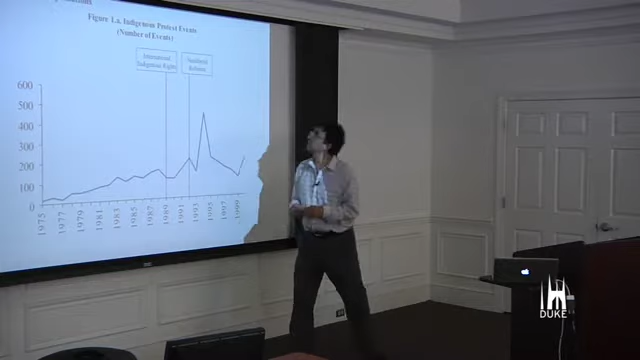 Figure 1.a. Indigenous Protest Events
(Number of Events)
International
Indigenous Rights
Neoliberal
Reforms
600
500
400
300
200
100
0
1975
1977
1979
1981
1983
1985
1987
1989
1991
1993
1995
1997
1999
DUKE